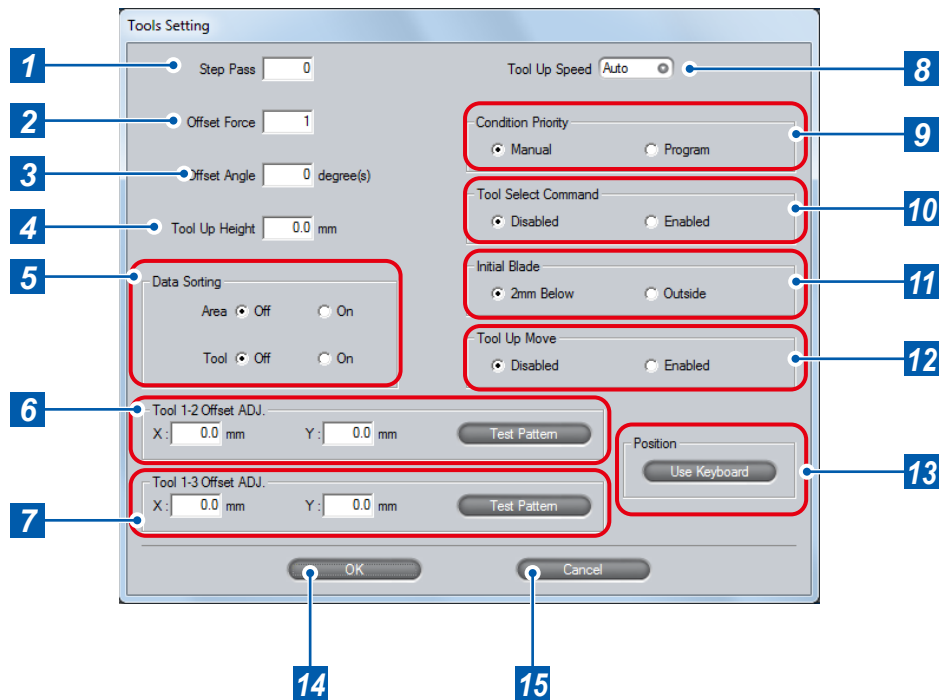 Tools Setting
1
Step Pass 0
Tool Up Speed Auto
8
2
Offset Force 1
Condition Priority
Manual Program
9
3
Offset Angle 0 degree(s)
Tool Select Command
Disabled Enabled
10
4
Tool Up Height 0.0 mm
5
Data Sorting
Area Off On
Tool Off On
Initial Blade
2mm Below Outside
11
Tool Up Move
Disabled Enabled
12
6
Tool 1-2 Offset ADJ.
X : 0.0 mm Y : 0.0 mm Test Pattern
Position
Use Keyboard
13
7
Tool 1-3 Offset ADJ.
X : 0.0 mm Y : 0.0 mm Test Pattern
OK Cancel
14
15